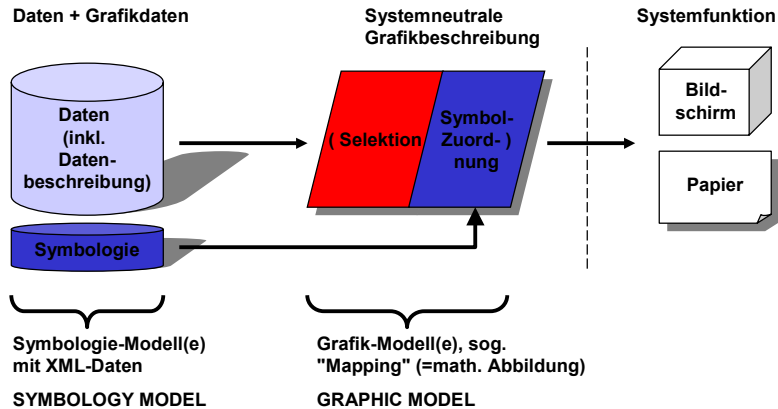 Daten + Grafikdaten
Systemneutrale
Grafikbeschreibung
Systemfunktion
Daten
(inkl.
Daten-
beschreibung)
Symbologie
( Selektion
Symbol-
Zuord- )
nung
Bild-
schirm
Papier
Symbologie-Modell(e)
mit XML-Daten
SYMBOLOGY MODEL
Grafik-Modell(e), sog.
"Mapping" (=math. Abbildung)
GRAPHIC MODEL